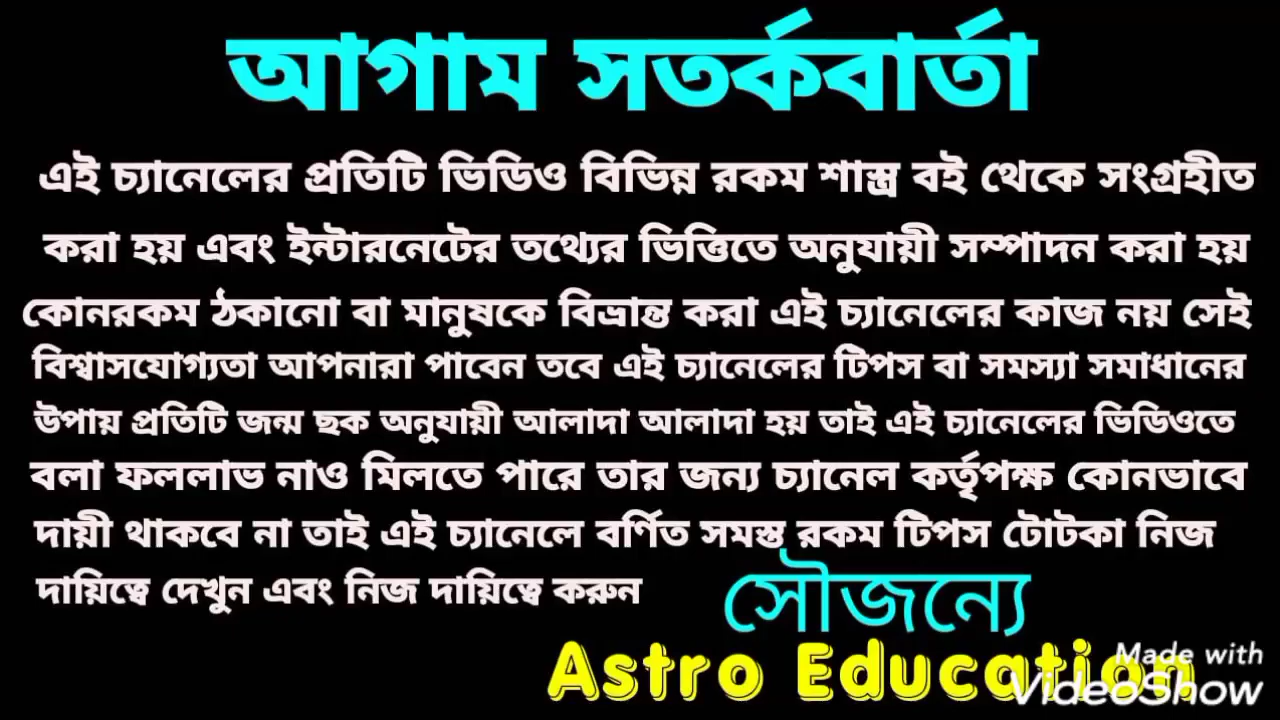 আগাম সতর্কবার্তা
এই চ্যানেলের প্রতিটি ভিডিও বিভিন্ন রকম শাস্ত্র বই থেকে সংগ্রহীত
করা হয় এবং ইন্টারনেটের তথ্যের ভিত্তিতে অনুযায়ী সম্পাদন করা হয়
কোনরকম ঠকানো বা মানুষকে বিভ্রান্ত করা এই চ্যানেলের কাজ নয় সেই
বিশ্বাসযোগ্যতা আপনারা পাবেন তবে এই চ্যানেলের টিপস বা সমস্যা সমাধানের
উপায় প্রতিটি জন্ম ছক অনুযায়ী আলাদা আলাদা হয় তাই এই চ্যানেলের ভিডিওতে
বলা ফললাভ নাও মিলতে পারে তার জন্য চ্যানেল কর্তৃপক্ষ কোনভাবে
দায়ী থাকবে না তাই এই চ্যানেলে বর্ণিত সমস্ত রকম টিপস টোটকা নিজ
দায়িত্বে দেখুন এবং নিজ দায়িত্বে করুন
সৌজন্যে
Astro Education
Made with
VideoShow